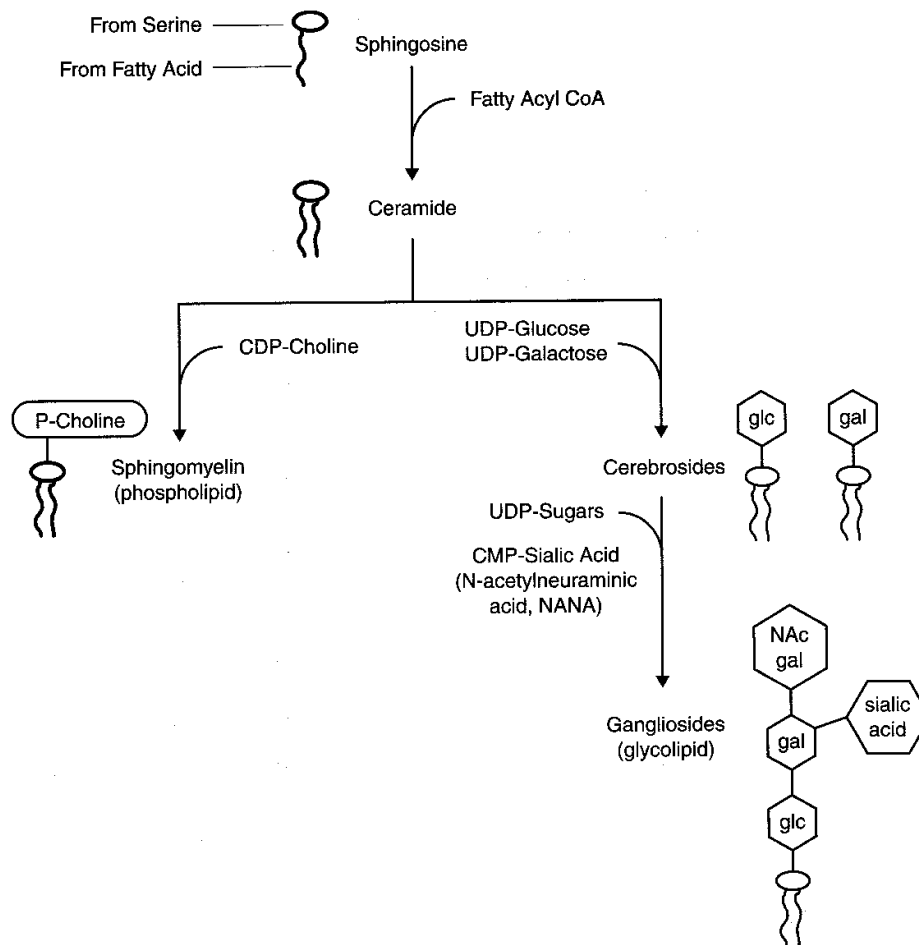 From Serine
Sphingosine
From Fatty Acid
Fatty Acyl CoA
Ceramide
CDP-Choline
UDP-Glucose
UDP-Galactose
P-Choline
glc
gal
Sphingomyelin
(phospholipid)
Cerebrosides
UDP-Sugars
CMP-Sialic Acid
(N-acetylneuraminic
acid, NANA)
NAc
gal
sialic
acid
Gangliosides
(glycolipid)
gal
glc